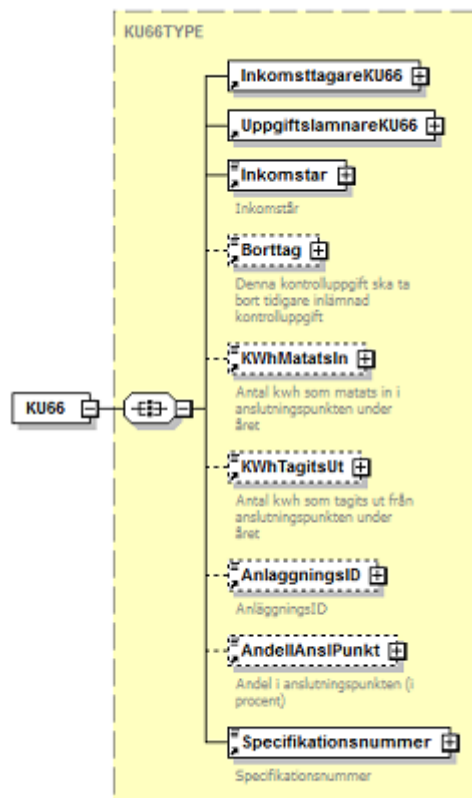 KU66TYPE
InkomsttagareKU66
UppgiftslamnareKU66
Inkomstar
Inkomstår
Borttag
Denna kontrolluppgift ska ta
bort tidigare inlämnad
kontrolluppgift
KWhMatatsIn
Antal kwh som matats in i
anslutningspunkten under
året
KU66
KWhTagitsUt
Antal kwh som tagits ut från
anslutningspunkten under
året
AnlaggningsID
AnläggningsID
AndelIAnslPunkt
Andel i anslutningspunkten (i
procent)
Specifikationsnummer
Specifikationsnummer